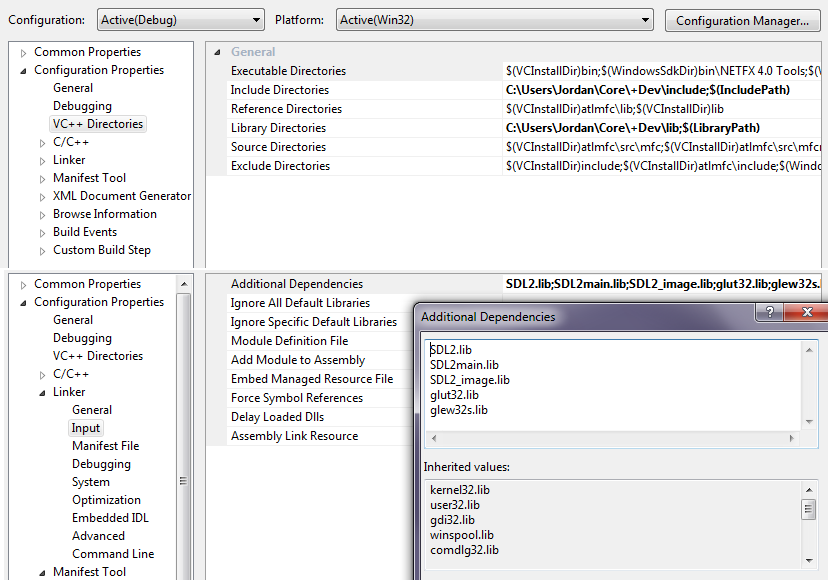 Configuration: Active(Debug) Platform: Active(Win32) Configuration Manager...
Common Properties
Configuration Properties
General
Debugging
VC++ Directories
C/C++
Linker
Manifest Tool
XML Document Generator
Browse Information
Build Events
Custom Build Step
General
Executable Directories $(VCInstallDir)bin;$(WindowsSdkDir)bin\NETFX 4.0 Tools;$(
Include Directories C:\Users\Jordan\Core\+Dev\include;$(IncludePath)
Reference Directories $(VCInstallDir)atlmfc\lib;$(VCInstallDir)lib
Library Directories C:\Users\Jordan\Core\+Dev\lib;$(LibraryPath)
Source Directories $(VCInstallDir)atlmfc\src\mfc;$(VCInstallDir)atlmfc\src\mfc
Exclude Directories $(VCInstallDir)include;$(VCInstallDir)atlmfc\include;$(Windo
Common Properties
Configuration Properties
General
Debugging
VC++ Directories
C/C++
Linker
General
Input
Manifest File
Debugging
System
Optimization
Embedded IDL
Advanced
Command Line
Manifest Tool
Additional Dependencies SDL2.lib;SDL2main.lib;SDL2_image.lib;glut32.lib;glew32s.l
Ignore All Default Libraries
Ignore Specific Default Libraries
Module Definition File
Add Module to Assembly
Embed Managed Resource File
Force Symbol References
Delay Loaded Dlls
Assembly Link Resource
Additional Dependencies
SDL2.lib
SDL2main.lib
SDL2_image.lib
glut32.lib
glew32s.lib
Inherited values:
kernel32.lib
user32.lib
gdi32.lib
winspool.lib
comdlg32.lib